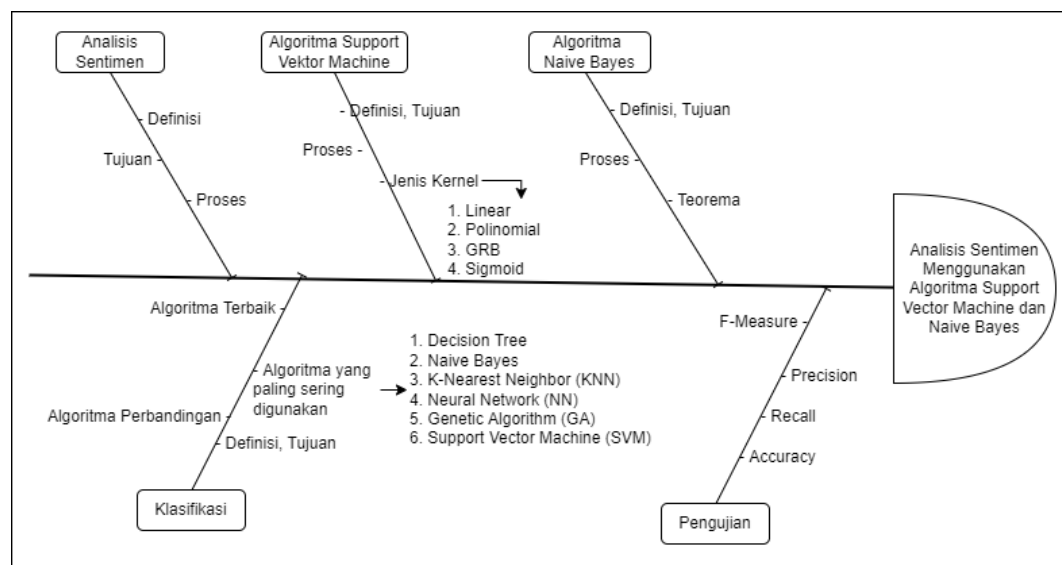 Analisis
Sentimen
- Definisi
Tujuan -
- Proses
Algoritma Support
Vektor Machine
- Definisi, Tujuan
Proses -
- Jenis Kernel
1. Linear
2. Polinomial
3. GRB
4. Sigmoid
Algoritma
Naive Bayes
- Definisi, Tujuan
Proses -
- Teorema
Analisis Sentimen
Menggunakan
Algoritma Support
Vector Machine dan
Naive Bayes
Algoritma Terbaik -
- Algoritma yang
paling sering
digunakan
1. Decision Tree
2. Naive Bayes
3. K-Nearest Neighbor (KNN)
4. Neural Network (NN)
5. Genetic Algorithm (GA)
6. Support Vector Machine (SVM)
Algoritma Perbandingan -
- Definisi, Tujuan
Klasifikasi
F-Measure -
- Precision
- Recall
- Accuracy
Pengujian